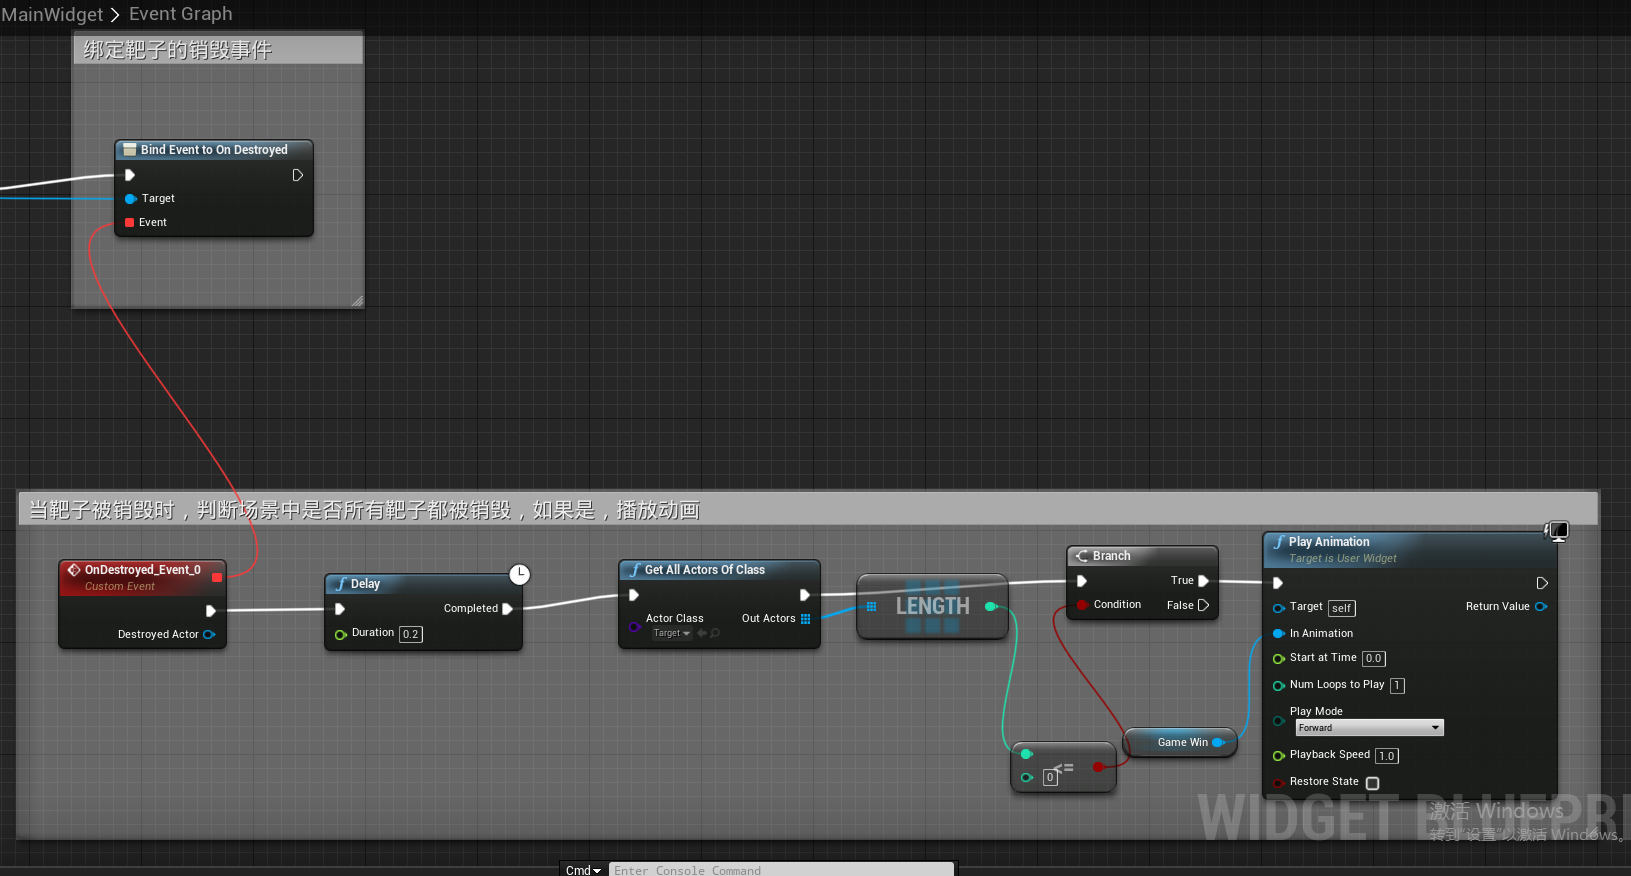 MainWidget > Event Graph
绑定靶子的销毁事件
Bind Event to On Destroyed
Target
Event
当靶子被销毁时，判断场景中是否所有靶子都被销毁，如果是，播放动画
OnDestroyed_Event_0
Custom Event
Destroyed Actor
Delay
Completed
Duration 0.2
Get All Actors Of Class
Actor Class
Target
Out Actors
LENGTH
<=
0
Branch
True
Condition
False
Game Win
Play Animation
Target is User Widget
Target self
Return Value
In Animation
Start at Time 0.0
Num Loops to Play 1
Play Mode
Forward
Playback Speed 1.0
Restore State
WIDGET BLUEPRI
激活 Windows
转到"设置"以激活 Windows。
Cmd
Enter Console Command